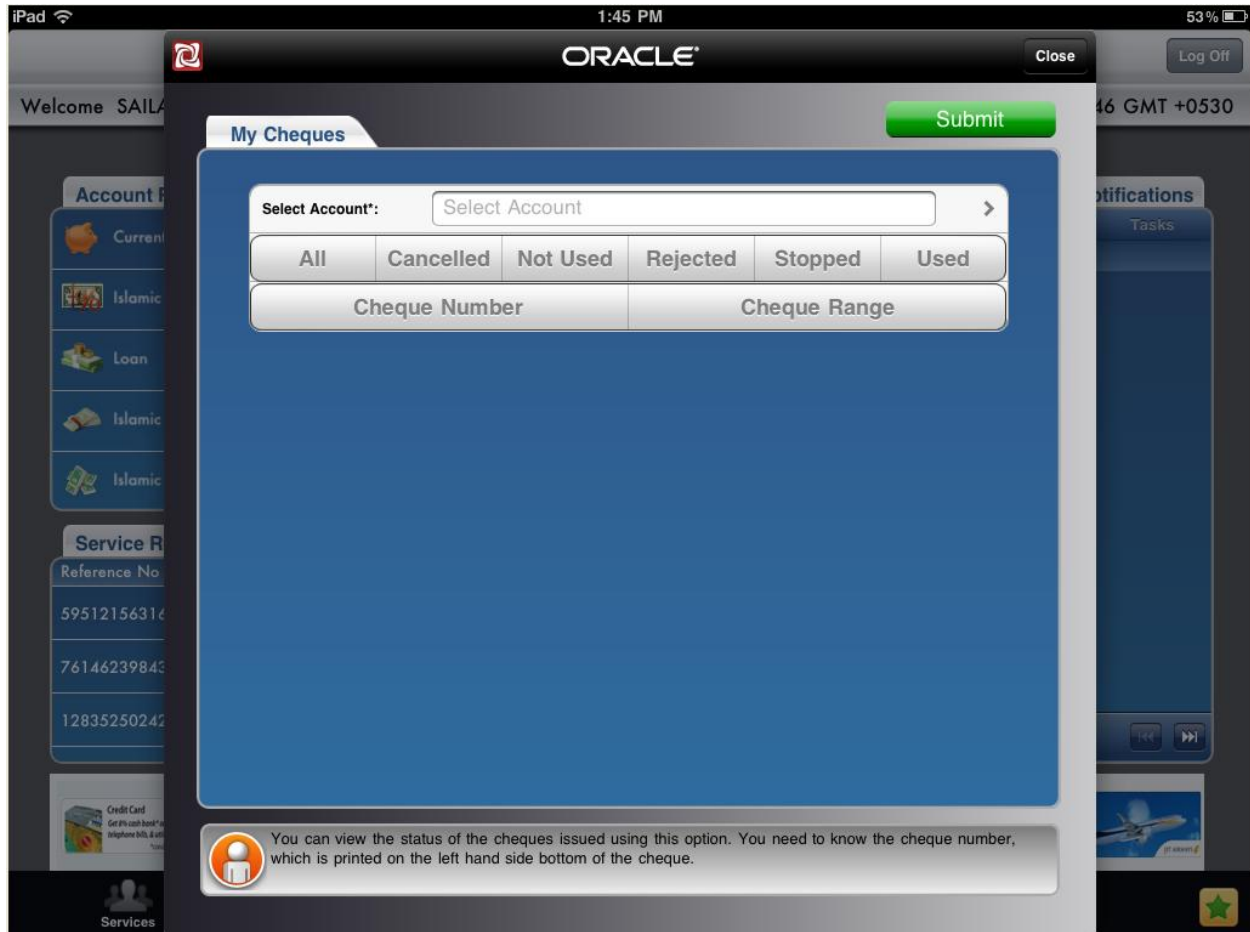 iPad 1:45 PM 53%
ORACLE
Close
Log Off
Welcome SAILA
46 GMT +0530
My Cheques
Submit
Select Account*: Select Account
All Cancelled Not Used Rejected Stopped Used
Cheque Number Cheque Range
Account
Current
Islamic
Loan
Islamic
Islamic
Service R
Reference No
59512156316
76146239843
12835250242
otifications
Tasks
Credit Card
You can view the status of the cheques issued using this option. You need to know the cheque number,
which is printed on the left hand side bottom of the cheque.
Services